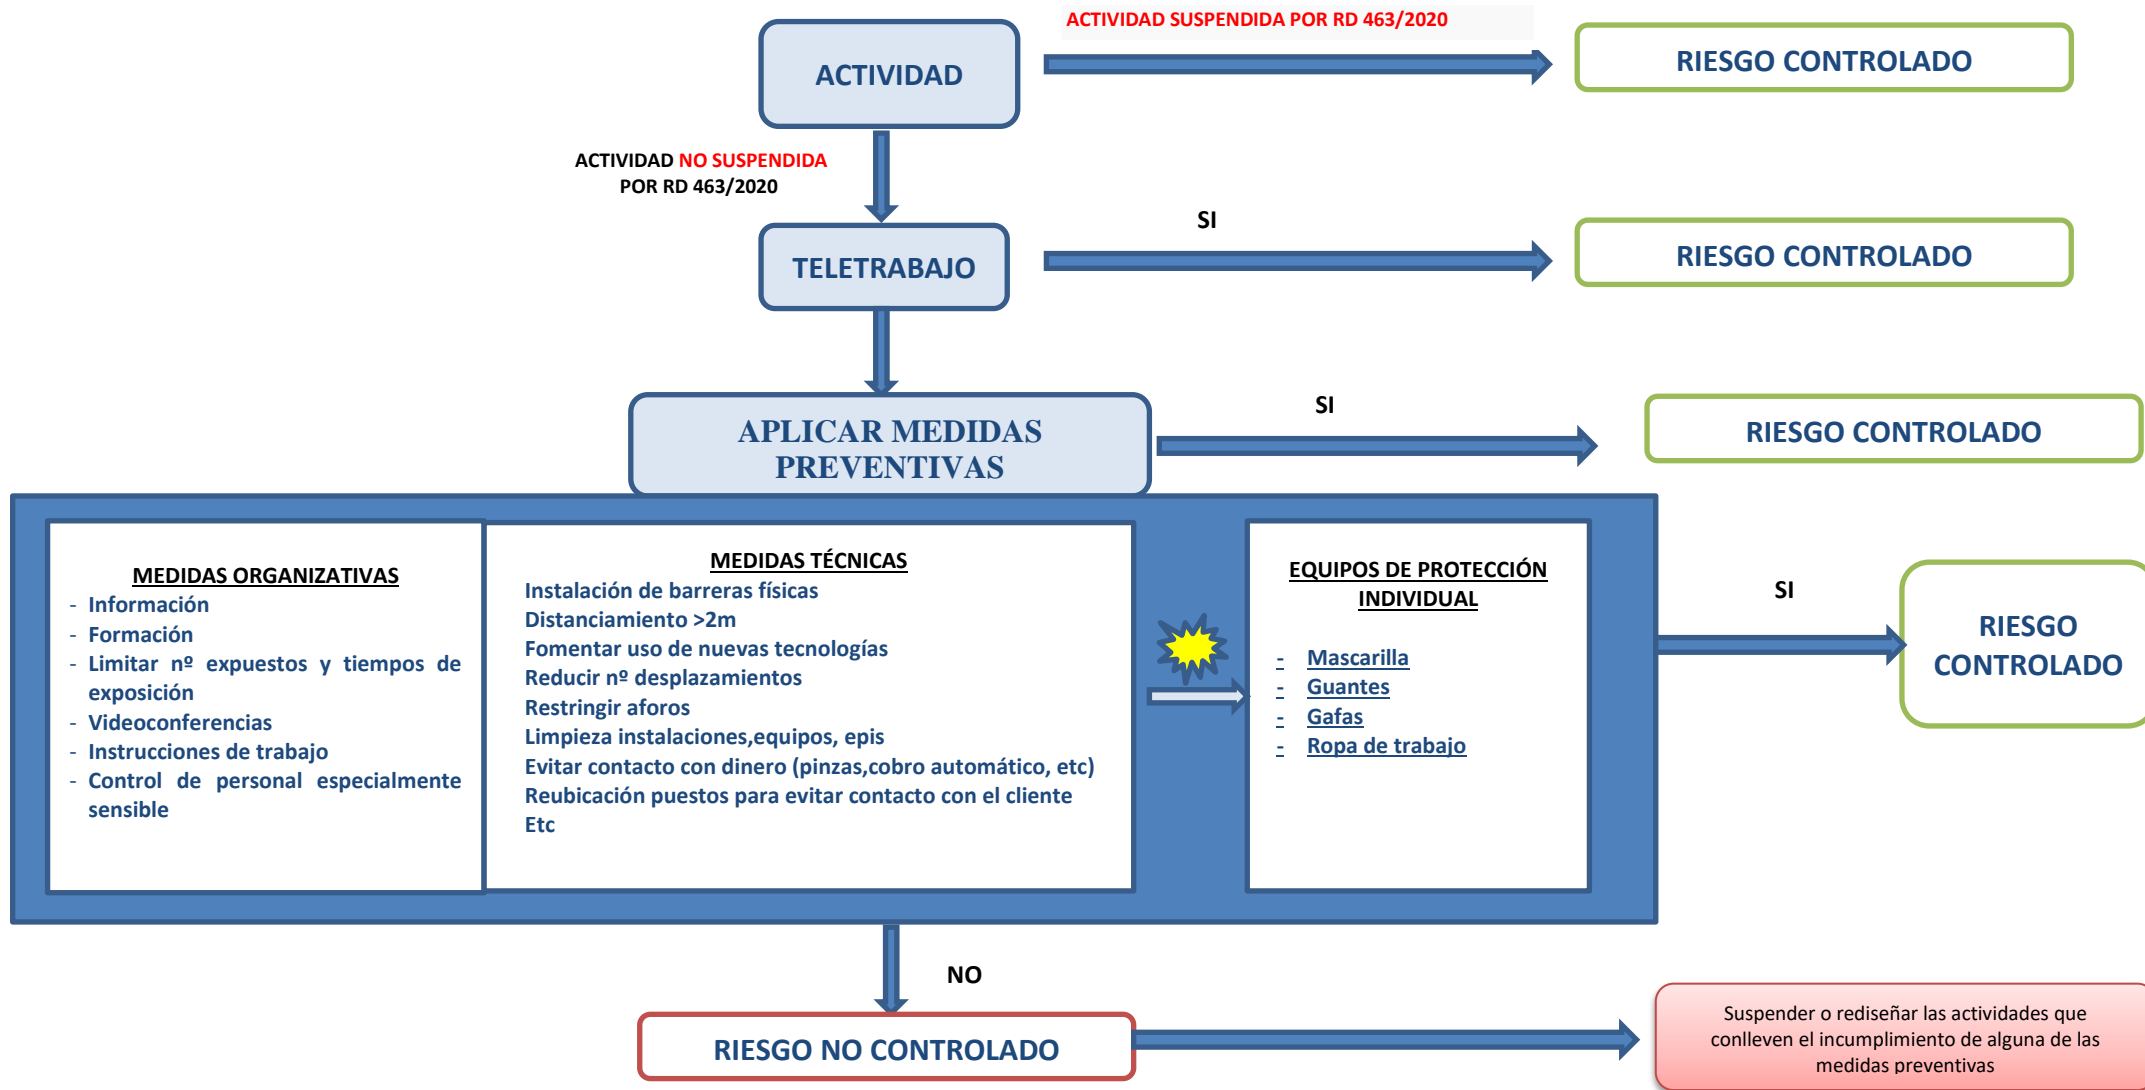 ACTIVIDAD SUSPENDIDA POR RD 463/2020
ACTIVIDAD
RIESGO CONTROLADO
ACTIVIDAD NO SUSPENDIDA
POR RD 463/2020
SI
TELETRABAJO
RIESGO CONTROLADO
APLICAR MEDIDAS
PREVENTIVAS
SI
RIESGO CONTROLADO
MEDIDAS ORGANIZATIVAS
- Información
- Formación
- Limitar nº expuestos y tiempos de
exposición
- Videoconferencias
- Instrucciones de trabajo
- Control de personal especialmente
sensible
MEDIDAS TÉCNICAS
Instalación de barreras físicas
Distanciamiento >2m
Fomentar uso de nuevas tecnologías
Reducir nº desplazamientos
Restringir aforos
Limpieza instalaciones,equipos, epis
Evitar contacto con dinero (pinzas,cobro automático, etc)
Reubicación puestos para evitar contacto con el cliente
Etc
EQUIPOS DE PROTECCIÓN
INDIVIDUAL
- Mascarilla
- Guantes
- Gafas
- Ropa de trabajo
SI
RIESGO
CONTROLADO
NO
RIESGO NO CONTROLADO
Suspender o rediseñar las actividades que
conlleven el incumplimiento de alguna de las
medidas preventivas